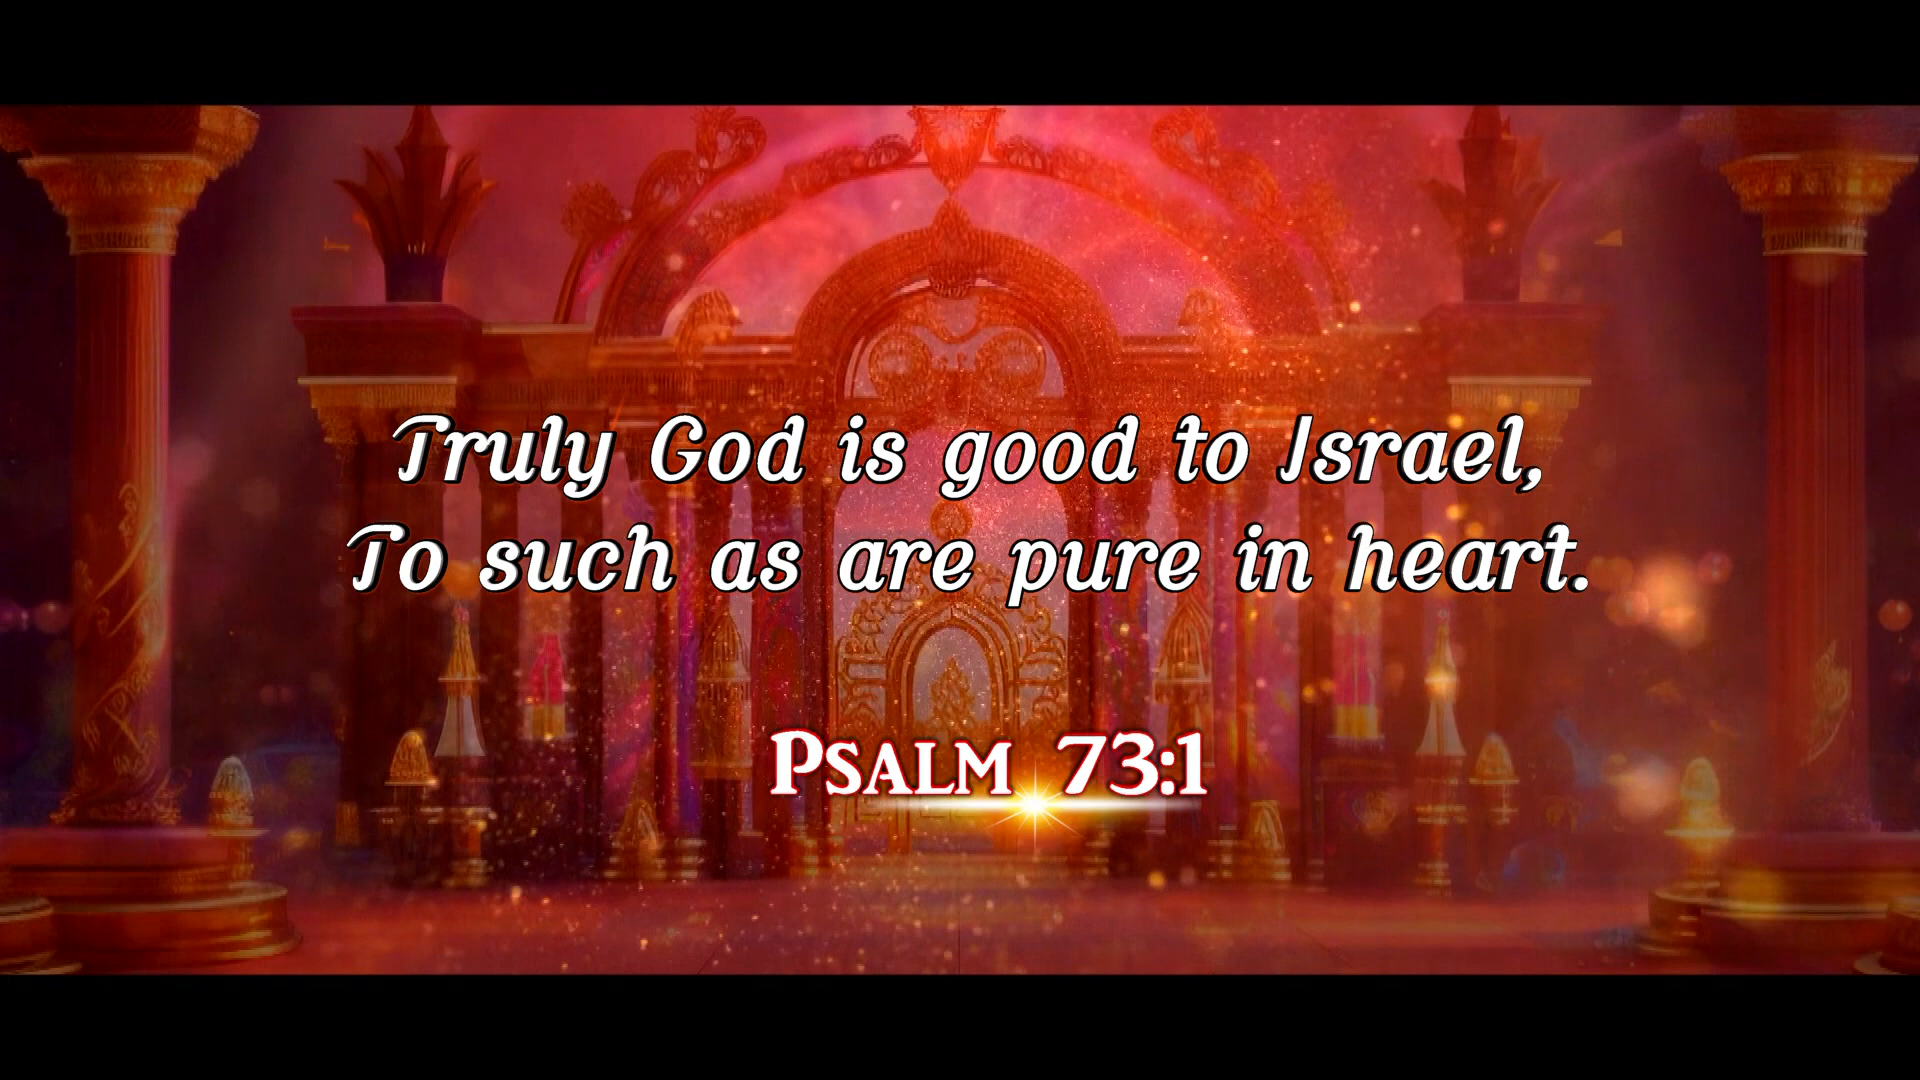 Truly God is good to Israel,
To such as are pure in heart.
Psalm 73:1